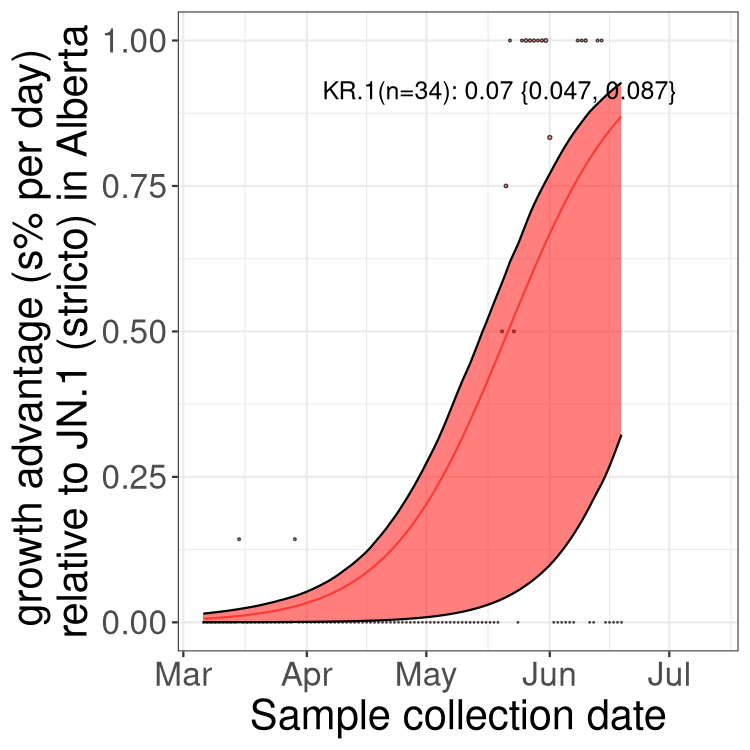 growth advantage (s% per day)
relative to JN.1 (stricto) in Alberta
1.00
0.75
0.50
0.25
0.00
KR.1(n=34): 0.07 {0.047, 0.087}
Mar Apr May Jun Jul
Sample collection date